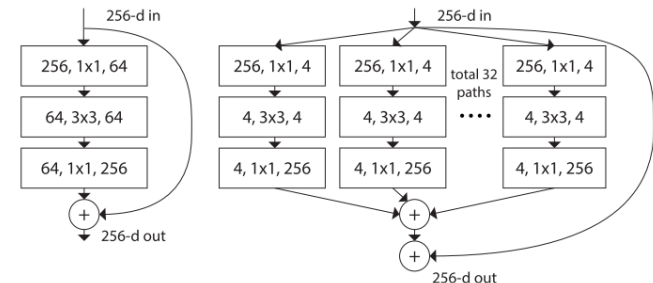 256-d in
256, 1x1, 64
64, 3x3, 64
64, 1x1, 256
+
256-d out
256-d in
256, 1x1, 4
256, 1x1, 4
256, 1x1, 4
total 32
paths
4, 3x3, 4
4, 3x3, 4
....
4, 3x3, 4
4, 1x1, 256
4, 1x1, 256
4, 1x1, 256
+
+
256-d out